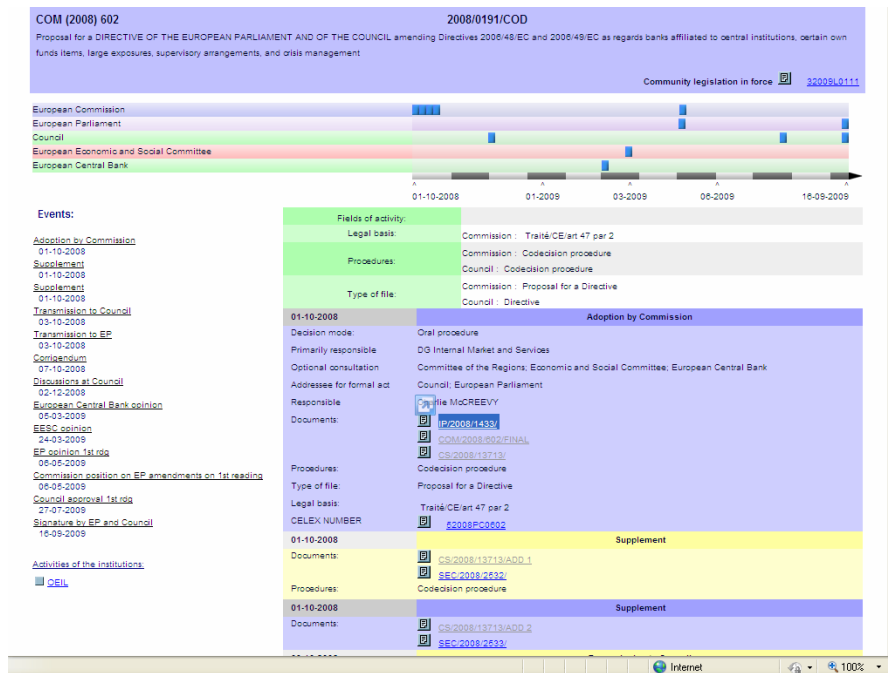 COM (2008) 602 2008/0191/COD
Proposal for a DIRECTIVE OF THE EUROPEAN PARLIAMENT AND OF THE COUNCIL amending Directives 2006/48/EC and 2006/49/EC as regards banks affiliated to central institutions, certain own
funds items, large exposures, supervisory arrangements, and crisis management
Community legislation in force 32009L0111
European Commission
European Parliament
Council
European Economic and Social Committee
European Central Bank
01-10-2008 01-2009 03-2009 06-2009 16-09-2009
Events:
Adoption by Commission
01-10-2008
Supplement
01-10-2008
Supplement
01-10-2008
Transmission to Council
03-10-2008
Transmission to EP
03-10-2008
Corrigendum
07-10-2008
Discussions at Council
02-12-2008
European Central Bank opinion
05-03-2009
EESC opinion
24-03-2009
EP opinion 1st rdg
06-05-2009
Commission position on EP amendments on 1st reading
06-05-2009
Council approval 1st rdg
27-07-2009
Signature by EP and Council
16-09-2009
Activities of the institutions:
OEIL
Fields of activity:
Legal basis: Commission : Traité/CE/art 47 par 2
Procedures: Commission : Codecision procedure
Council : Codecision procedure
Type of file: Commission : Proposal for a Directive
Council : Directive
01-10-2008 Adoption by Commission
Decision mode: Oral procedure
Primarily responsible DG Internal Market and Services
Optional consultation Committee of the Regions; Economic and Social Committee; European Central Bank
Addressee for formal act Council; European Parliament
Responsible McCREEVY
Documents: IP/2008/1433/
COM/2008/602/FINAL
CS/2008/13713/
Procedures: Codecision procedure
Type of file: Proposal for a Directive
Legal basis: Traité/CE/art 47 par 2
CELEX NUMBER 52008PC0602
01-10-2008 Supplement
Documents: CS/2008/13713/ADD 1
SEC/2008/2532/
Procedures: Codecision procedure
01-10-2008 Supplement
Documents: CS/2008/13713/ADD 2
SEC/2008/2533/
Internet 100%